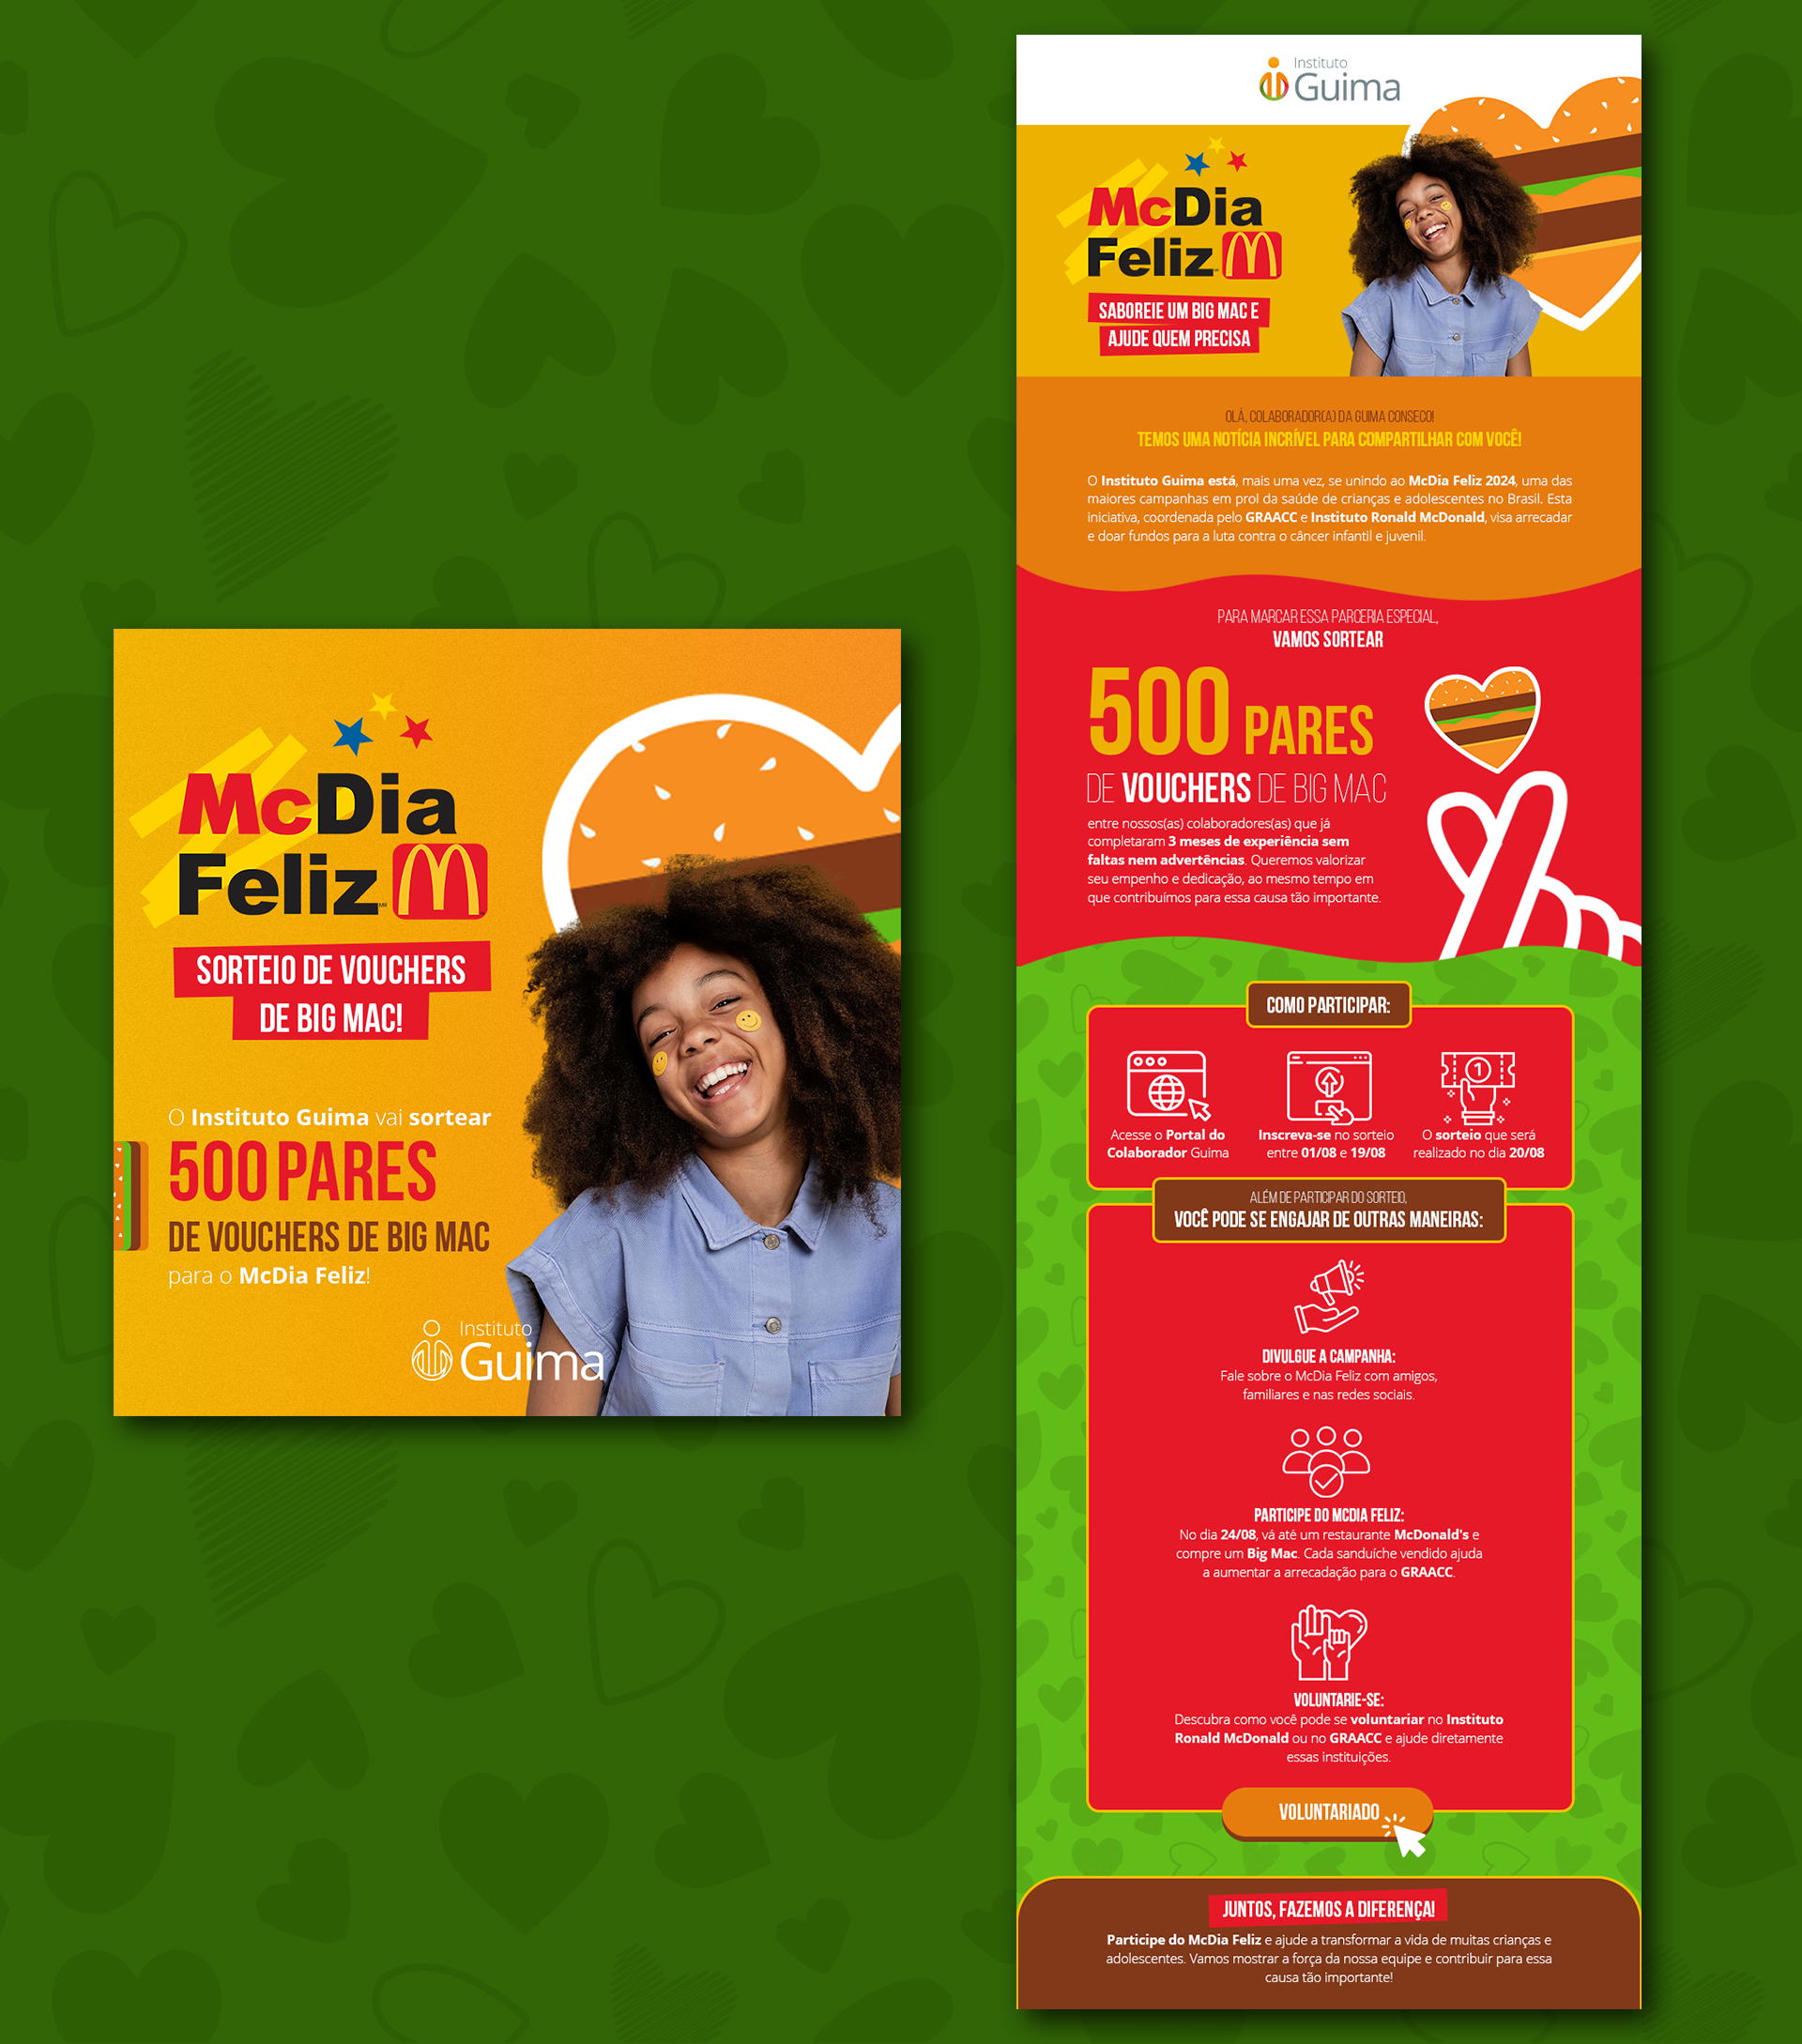 McDia
Feliz
SORTEIO DE VOUCHERS
DE BIG MAC!
O Instituto Guima vai sortear
500 PARES
DE VOUCHERS DE BIG MAC
para o McDia Feliz!
Instituto
Guima
Instituto
Guima
McDia
Feliz
SABOREIE UM BIG MAC E
AJUDE QUEM PRECISA
OLÁ, COLABORADOR(A) DA GUIMA CONSECO!
TEMOS UMA NOTÍCIA INCRÍVEL PARA COMPARTILHAR COM VOCÊ!
O Instituto Guima está, mais uma vez, se unindo ao McDia Feliz 2024, uma das
maiores campanhas em prol da saúde de crianças e adolescentes no Brasil. Esta
iniciativa, coordenada pelo GRAACC e Instituto Ronald McDonald, visa arrecadar
e doar fundos para a luta contra o câncer infantil e juvenil.
PARA MARCAR ESSA PARCERIA ESPECIAL,
VAMOS SORTEAR
500 PARES
DE VOUCHERS DE BIG MAC
entre nossos(as) colaboradores(as) que já
completaram 3 meses de experiência sem
faltas nem advertências. Queremos valorizar
seu empenho e dedicação, ao mesmo tempo em
que contribuímos para essa causa tão importante.
COMO PARTICIPAR:
1
Acesse o Portal do
Colaborador Guima
Inscreva-se no sorteio
entre 01/08 e 19/08
O sorteio que será
realizado no dia 20/08
ALÉM DE PARTICIPAR DO SORTEIO,
VOCÊ PODE SE ENGAJAR DE OUTRAS MANEIRAS:
DIVULGUE A CAMPANHA:
Fale sobre o McDia Feliz com amigos,
familiares e nas redes sociais.
PARTICIPE DO MCDIA FELIZ:
No dia 24/08, vá até um restaurante McDonald's e
compre um Big Mac. Cada sanduíche vendido ajuda
a aumentar a arrecadação para o GRAACC.
VOLUNTARIE-SE:
Descubra como você pode se voluntariar no Instituto
Ronald McDonald ou no GRAACC e ajude diretamente
essas instituições.
VOLUNTARIADO
JUNTOS, FAZEMOS A DIFERENÇA!
Participe do McDia Feliz e ajude a transformar a vida de muitas crianças e
adolescentes. Vamos mostrar a força da nossa equipe e contribuir para essa
causa tão importante!